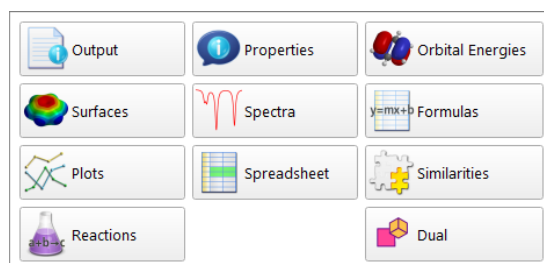 Output
Properties
Orbital Energies
Surfaces
Spectra
y=mx+b
Formulas
Plots
Spreadsheet
Similarities
a+b→c
Reactions
Dual